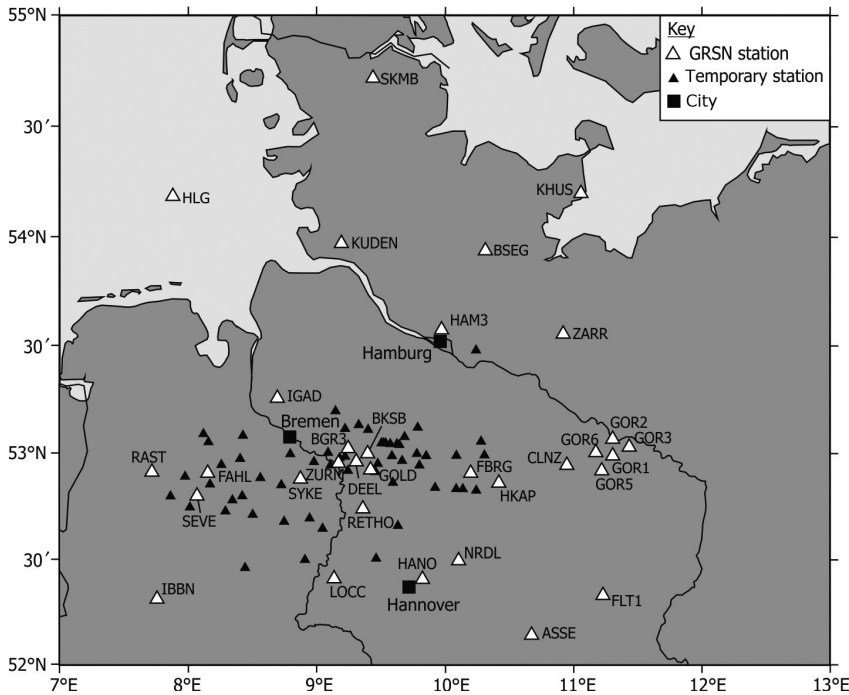 55°N
Key
GRSN station
Temporary station
City
SKMB
30′
KHUS
HLG
54°N
KUDEN
BSEG
HAM3
ZARR
30′
Hamburg
IGAD
Bremen
BKSB
GOR2
BGR3
GOR6
GOR3
53°N
RAST
CLNZ
FBRG
GOR1
FAHL
ZURN
GOLD
GOR5
DEEL
SYKE
HKAP
SEVE
RETHO
30′
NRDL
HANO
IBBN
LOCC
Hannover
FLT1
ASSE
52°N
7°E
8°E
9°E
10°E
11°E
12°E
13°E